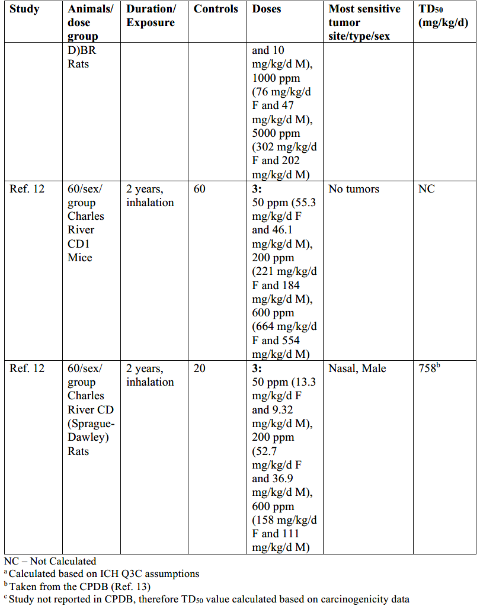 Study Animals/ dose group Duration/ Exposure Controls Doses Most sensitive tumor site/type/sex TD50 (mg/kg/d)
D)BR
Rats
and 10
mg/kg/d M),
1000 ppm
(76 mg/kg/d
F and 47
mg/kg/d M),
5000 ppm
(302 mg/kg/d
F and 202
mg/kg/d M)
Ref. 12
60/sex/
group
Charles
River
CD1
Mice
2 years,
inhalation
60
3:
50 ppm (55.3
mg/kg/d F
and 46.1
mg/kg/d M),
200 ppm
(221 mg/kg/d
F and 184
mg/kg/d M),
600 ppm
(664 mg/kg/d
F and 554
mg/kg/d M)
No tumors
NC
Ref. 12
60/sex/
group
Charles
River CD
(Sprague-
Dawley)
Rats
2 years,
inhalation
20
3:
50 ppm (13.3
mg/kg/d F
and 9.32
mg/kg/d M),
200 ppm
(52.7
mg/kg/d F
and 36.9
mg/kg/d M),
600 ppm
(158 mg/kg/d
F and 111
mg/kg/d M)
Nasal, Male
758b
NC – Not Calculated
a Calculated based on ICH Q3C assumptions
b Taken from the CPDB (Ref. 13)
c Study not reported in CPDB, therefore TD50 value calculated based on carcinogenicity data